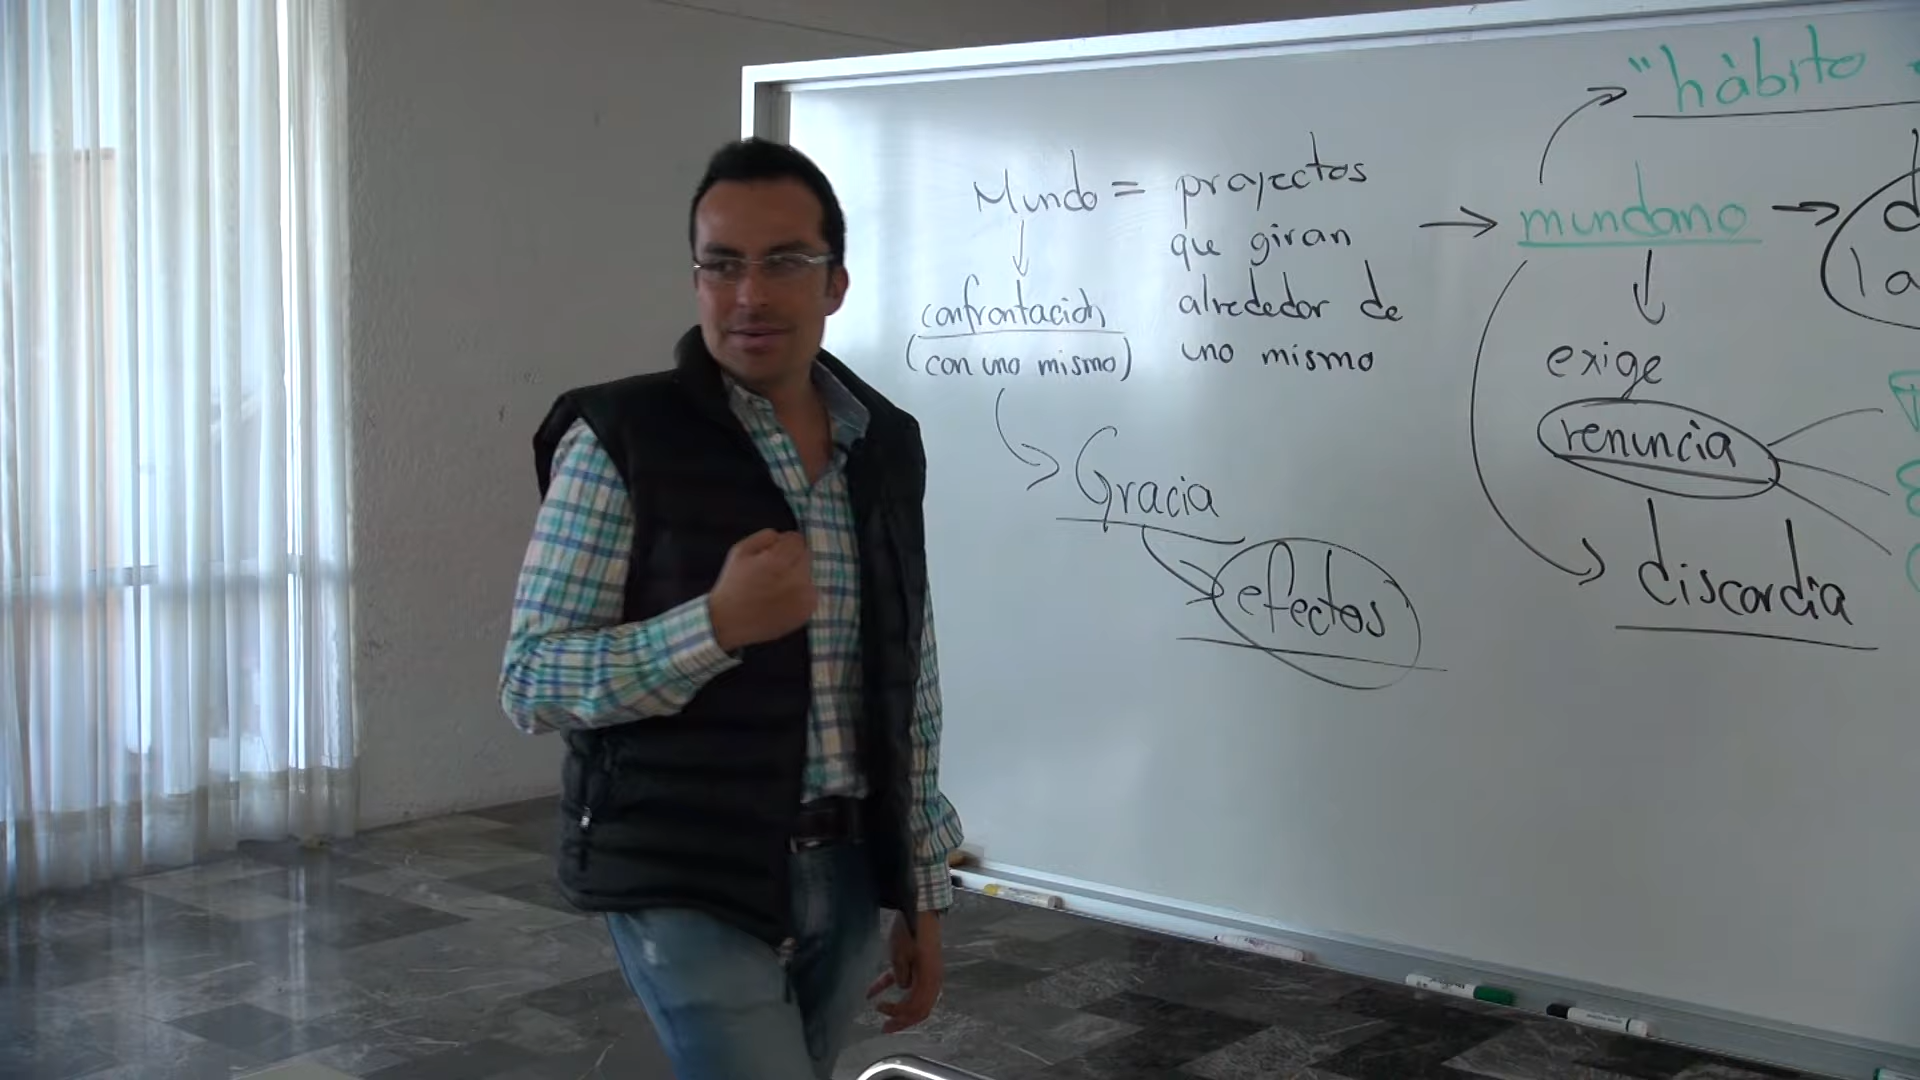 Mundo = proyectos
que giran
alrededor de
uno mismo
confrontación
(con uno mismo)
Gracia
efectos
"hàbito
mundano
exige
renuncia
discordia
d
la